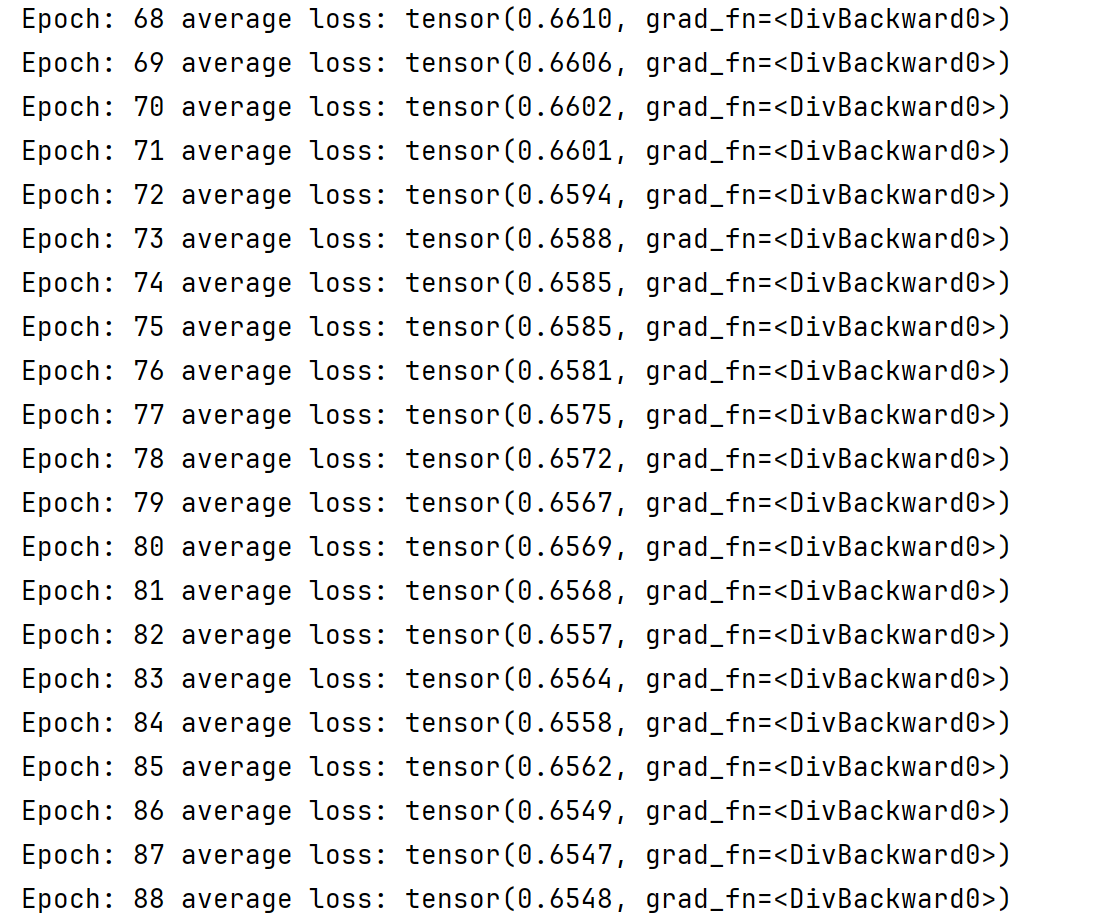 Epoch: 68 average loss: tensor(0.6610, grad_fn=<DivBackward0>)
Epoch: 69 average loss: tensor(0.6606, grad_fn=<DivBackward0>)
Epoch: 70 average loss: tensor(0.6602, grad_fn=<DivBackward0>)
Epoch: 71 average loss: tensor(0.6601, grad_fn=<DivBackward0>)
Epoch: 72 average loss: tensor(0.6594, grad_fn=<DivBackward0>)
Epoch: 73 average loss: tensor(0.6588, grad_fn=<DivBackward0>)
Epoch: 74 average loss: tensor(0.6585, grad_fn=<DivBackward0>)
Epoch: 75 average loss: tensor(0.6585, grad_fn=<DivBackward0>)
Epoch: 76 average loss: tensor(0.6581, grad_fn=<DivBackward0>)
Epoch: 77 average loss: tensor(0.6575, grad_fn=<DivBackward0>)
Epoch: 78 average loss: tensor(0.6572, grad_fn=<DivBackward0>)
Epoch: 79 average loss: tensor(0.6567, grad_fn=<DivBackward0>)
Epoch: 80 average loss: tensor(0.6569, grad_fn=<DivBackward0>)
Epoch: 81 average loss: tensor(0.6568, grad_fn=<DivBackward0>)
Epoch: 82 average loss: tensor(0.6557, grad_fn=<DivBackward0>)
Epoch: 83 average loss: tensor(0.6564, grad_fn=<DivBackward0>)
Epoch: 84 average loss: tensor(0.6558, grad_fn=<DivBackward0>)
Epoch: 85 average loss: tensor(0.6562, grad_fn=<DivBackward0>)
Epoch: 86 average loss: tensor(0.6549, grad_fn=<DivBackward0>)
Epoch: 87 average loss: tensor(0.6547, grad_fn=<DivBackward0>)
Epoch: 88 average loss: tensor(0.6548, grad_fn=<DivBackward0>)